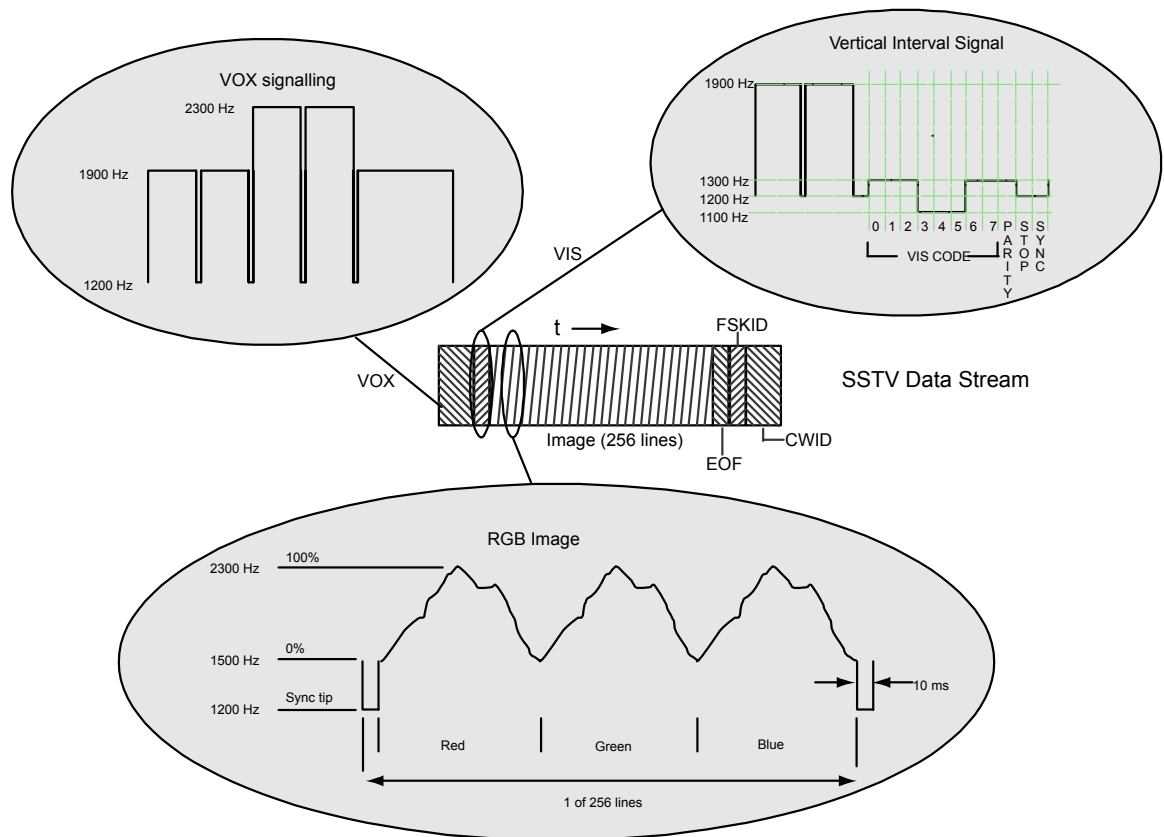 VOX signalling
2300 Hz
1900 Hz
1200 Hz
Vertical Interval Signal
1900 Hz
1300 Hz
1200 Hz
1100 Hz
0 1 2 3 4 5 6 7 PARITY STOP SYNC
VIS CODE
VIS
VOX
t
FSKID
SSTV Data Stream
Image (256 lines)
CWID
EOF
RGB Image
2300 Hz 100%
1500 Hz 0%
1200 Hz Sync tip
10 ms
Red Green Blue
1 of 256 lines